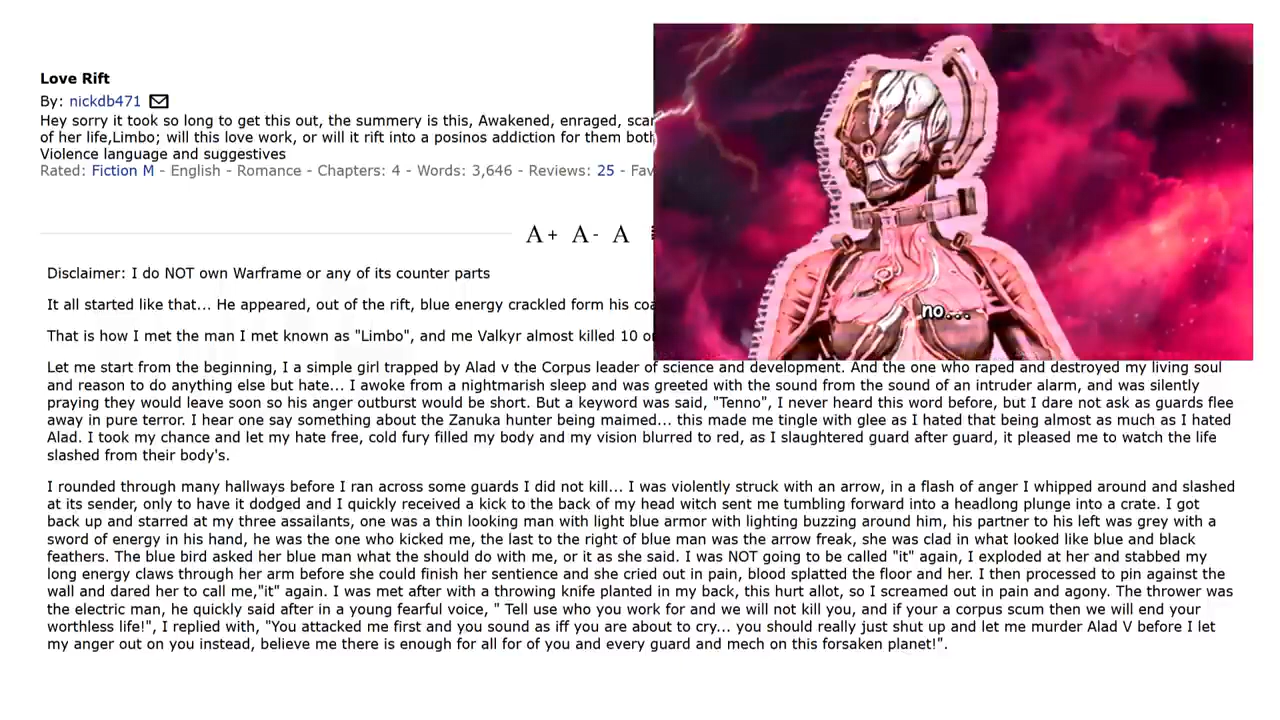 Love Rift
By: nickdb471
Hey sorry it took so long to get this out, the summery is this, Awakened, enraged,
of her life,Limbo; will this love work, or will it rift into a posinos addiction for them both
Violence language and suggestives
Rated: Fiction M - English - Romance - Chapters: 4 - Words: 3,646 - Reviews: 25 -
A+ A- A
Disclaimer: I do NOT own Warframe or any of its counter parts
It all started like that... He appeared, out of the rift, blue energy crackled form his
That is how I met the man I met known as "Limbo", and me Valkyr almost killed 10
no...
Let me start from the beginning, I a simple girl trapped by Alad v the Corpus leader of science and development. And the one who raped and destroyed my living soul
and reason to do anything else but hate... I awoke from a nightmarish sleep and was greeted with the sound from the sound of an intruder alarm, and was silently
praying they would leave soon so his anger outburst would be short. But a keyword was said, "Tenno", I never heard this word before, but I dare not ask as guards flee
away in pure terror. I hear one say something about the Zanuka hunter being maimed... this made me tingle with glee as I hated that being almost as much as I hated
Alad. I took my chance and let my hate free, cold fury filled my body and my vision blurred to red, as I slaughtered guard after guard, it pleased me to watch the life
slashed from their body's.
I rounded through many hallways before I ran across some guards I did not kill... I was violently struck with an arrow, in a flash of anger I whipped around and slashed
at its sender, only to have it dodged and I quickly received a kick to the back of my head witch sent me tumbling forward into a headlong plunge into a crate. I got
back up and starred at my three assailants, one was a thin looking man with light blue armor with lighting buzzing around him, his partner to his left was grey with a
sword of energy in his hand, he was the one who kicked me, the last to the right of blue man was the arrow freak, she was clad in what looked like blue and black
feathers. The blue bird asked her blue man what the should do with me, or it as she said. I was NOT going to be called "it" again, I exploded at her and stabbed my
long energy claws through her arm before she could finish her sentience and she cried out in pain, blood splatted the floor and her. I then processed to pin against the
wall and dared her to call me,"it" again. I was met after with a throwing knife planted in my back, this hurt allot, so I screamed out in pain and agony. The thrower was
the electric man, he quickly said after in a young fearful voice, " Tell use who you work for and we will not kill you, and if your a corpus scum then we will end your
worthless life!", I replied with, "You attacked me first and you sound as iff you are about to cry... you should really just shut up and let me murder Alad V before I let
my anger out on you instead, believe me there is enough for all for of you and every guard and mech on this forsaken planet!".